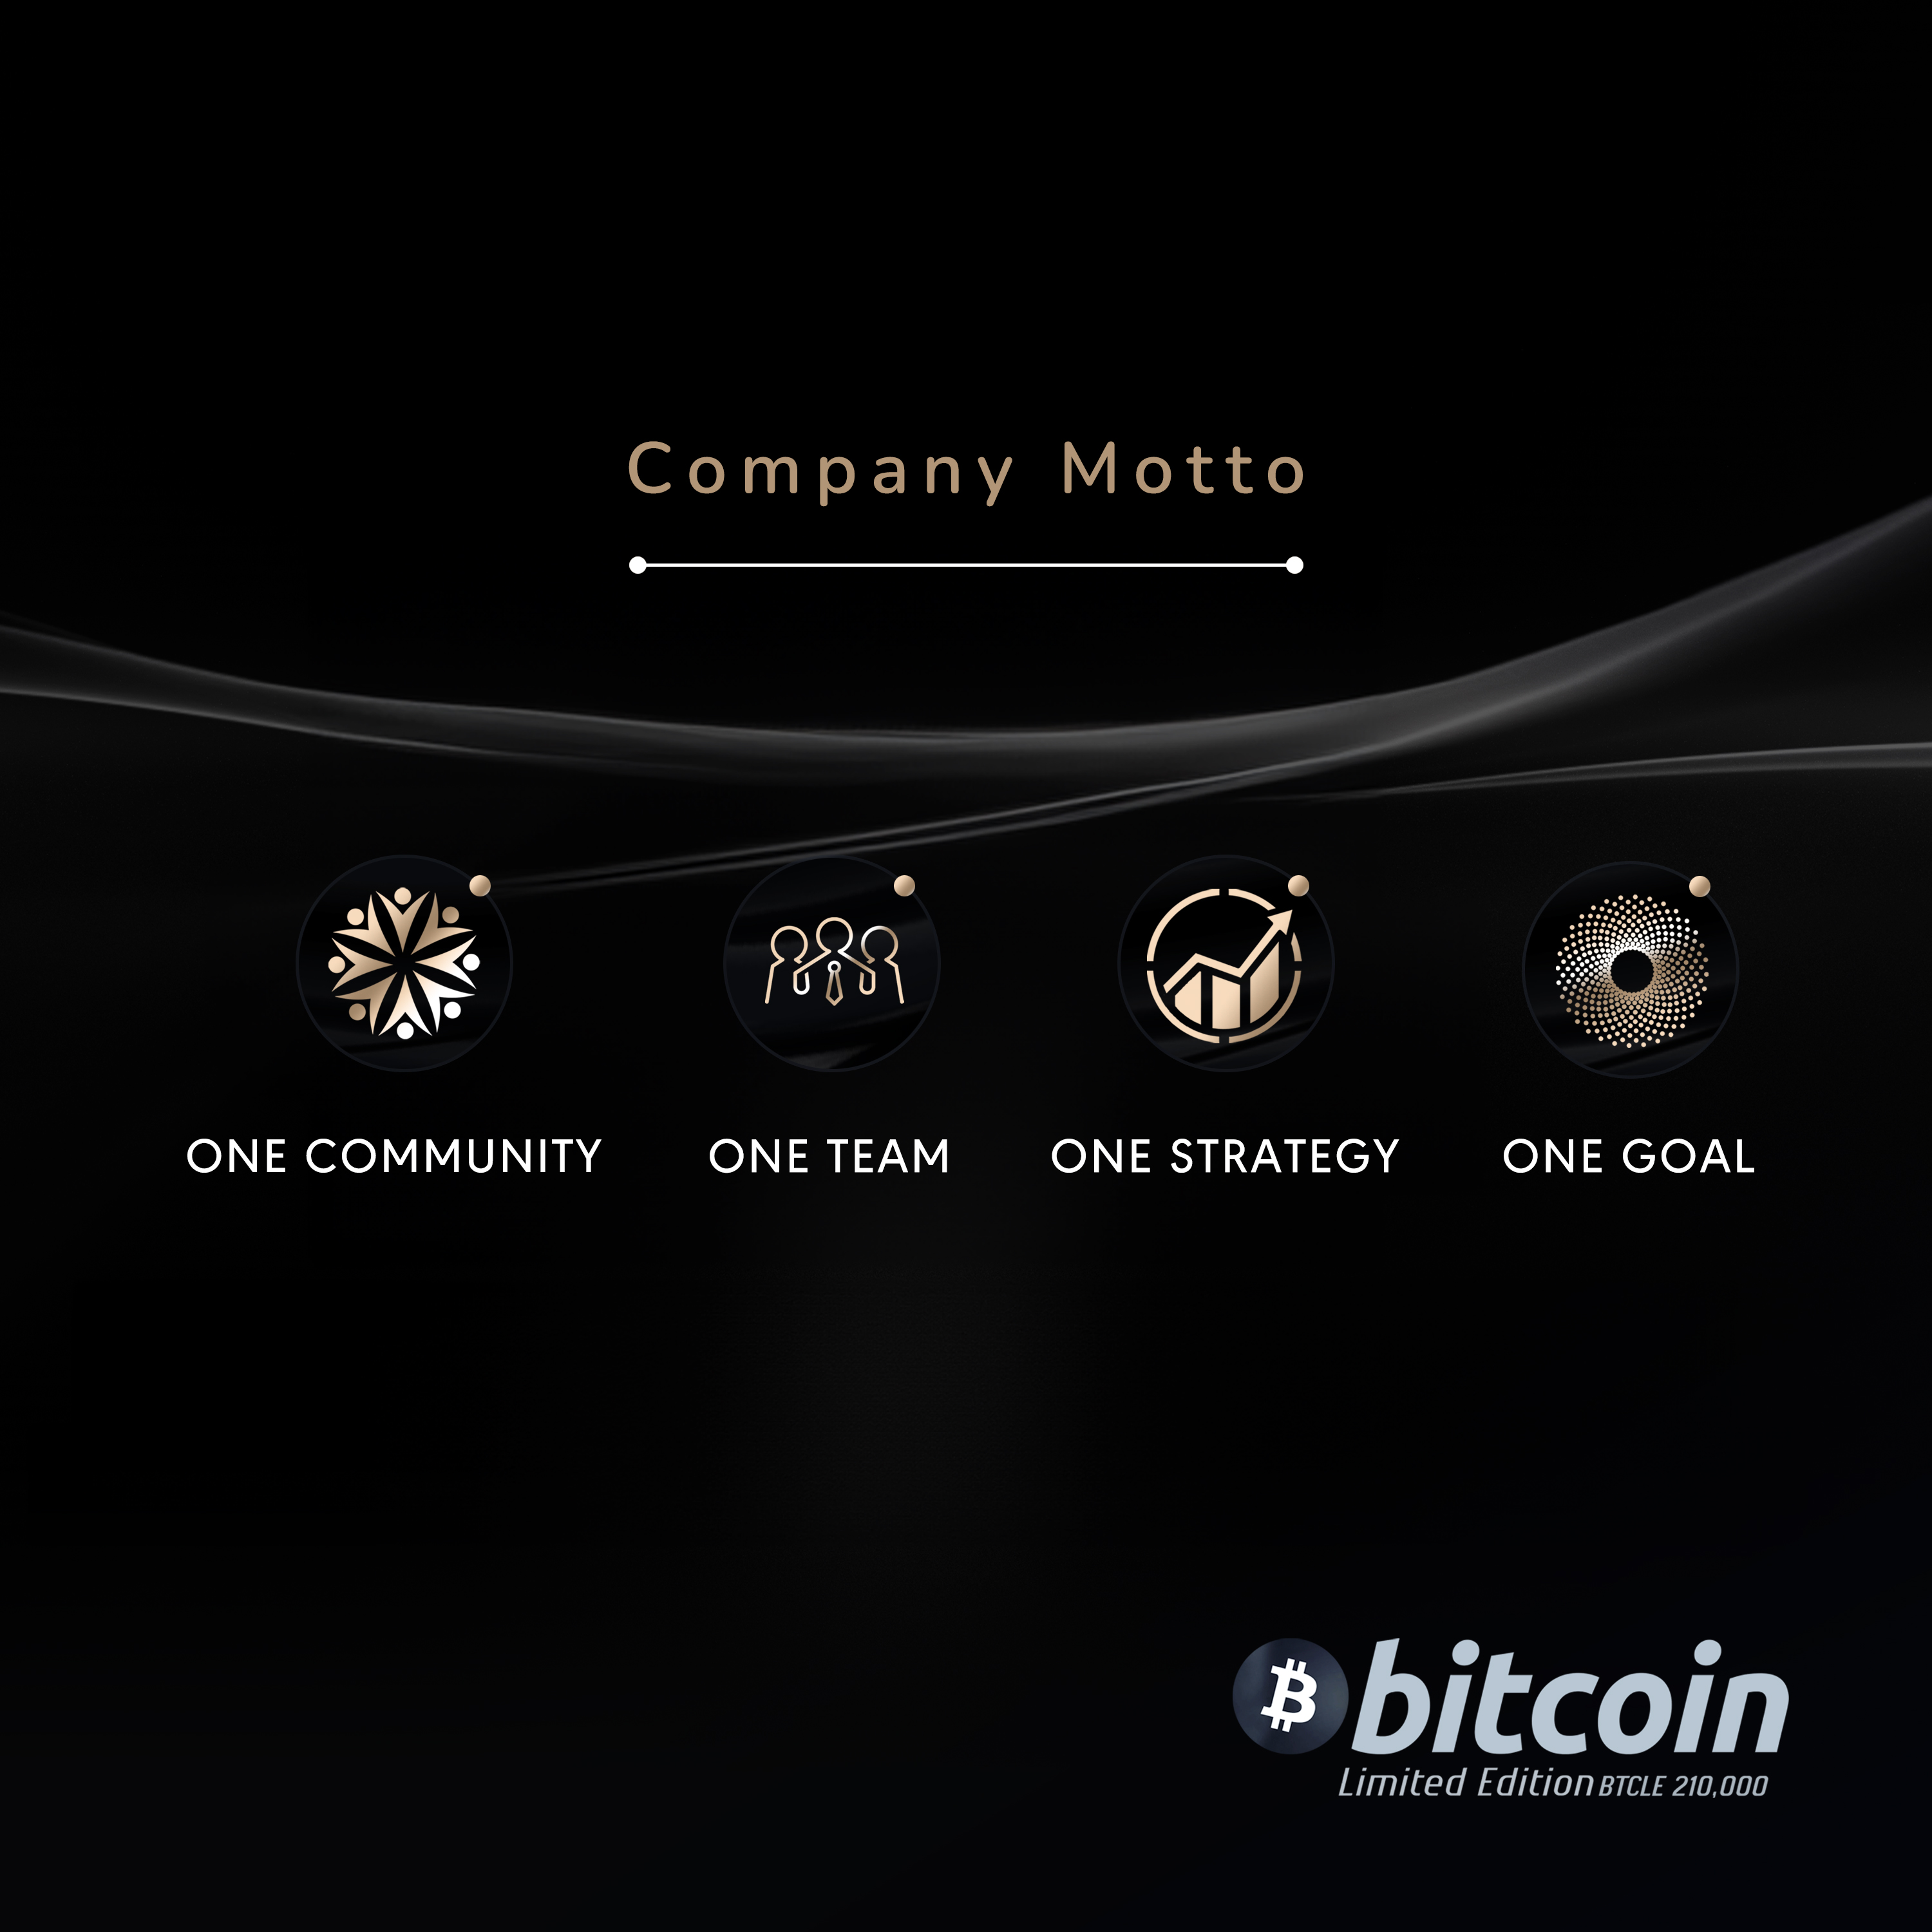 Company Motto
ONE COMMUNITY ONE TEAM ONE STRATEGY ONE GOAL
bitcoin
Limited Edition BTCLE 210,000